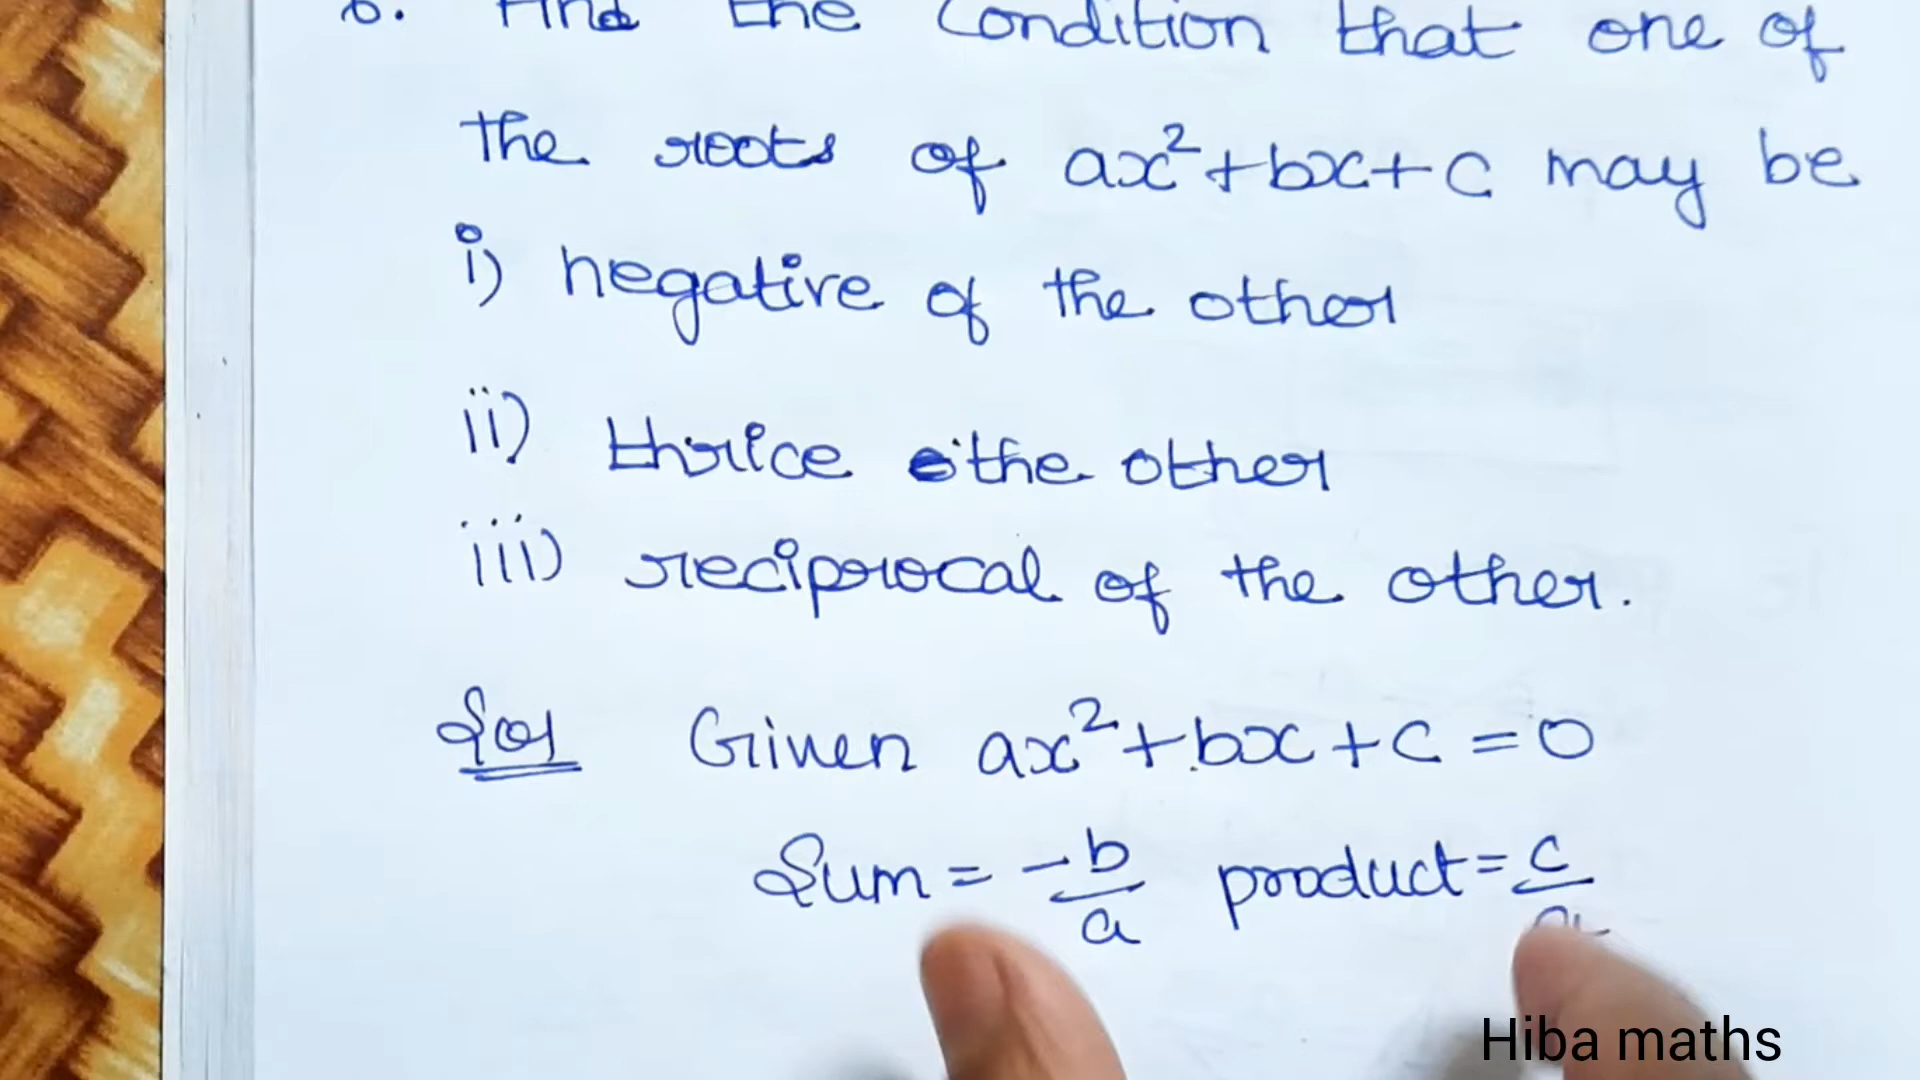 6. Find the condition that one of
the roots of ax²+bx+c may be
i) negative of the other
ii) thrice the other
iii) reciprocal of the other.
Sol Given ax²+bx+c=0
Sum = -b/a product = c/a
Hiba maths